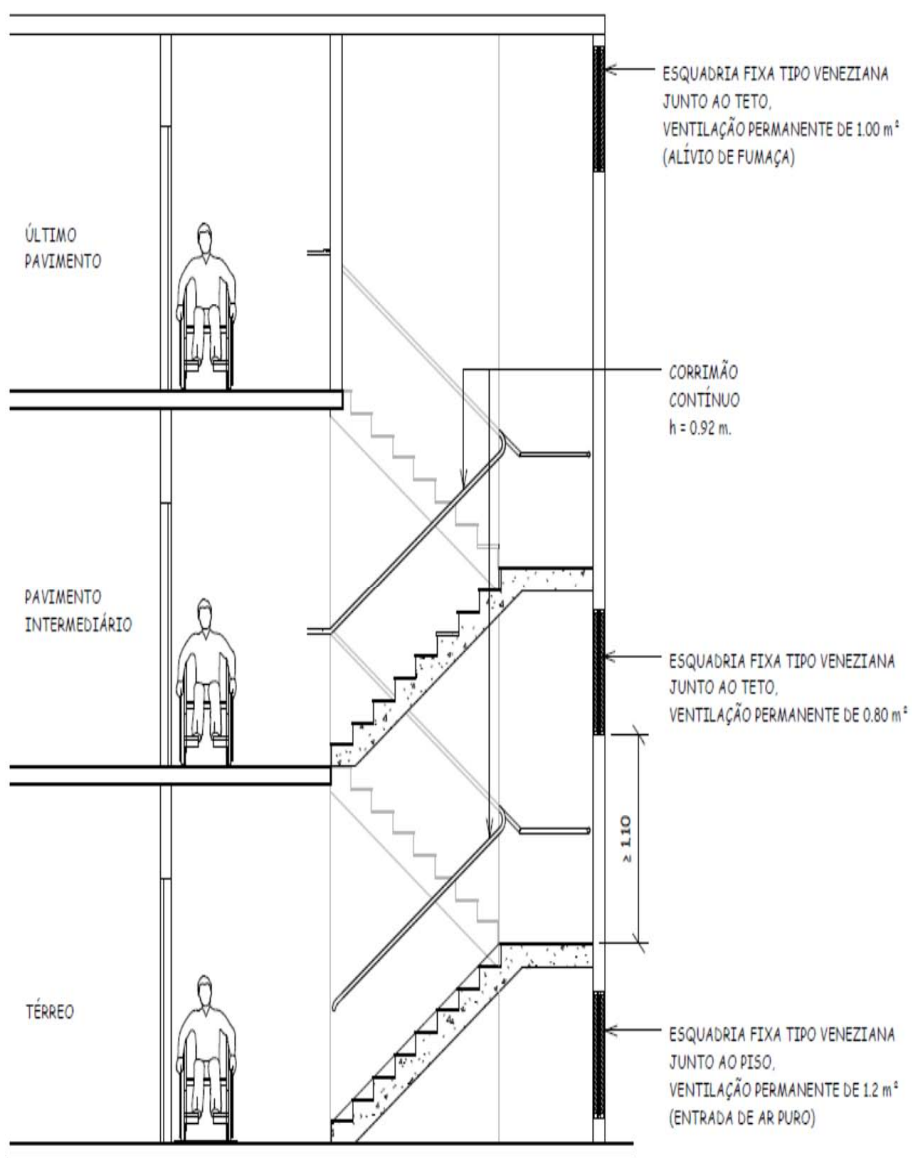 ESQUADRIA FIXA TIPO VENEZIANA
JUNTO AO TETO,
VENTILAÇÃO PERMANENTE DE 1.00 m²
(ALÍVIO DE FUMAÇA)
ÚLTIMO
PAVIMENTO
CORRIMÃO
CONTÍNUO
h = 0.92 m.
PAVIMENTO
INTERMEDIÁRIO
ESQUADRIA FIXA TIPO VENEZIANA
JUNTO AO TETO,
VENTILAÇÃO PERMANENTE DE 0.80 m²
≥ 1.10
TÉRREO
ESQUADRIA FIXA TIPO VENEZIANA
JUNTO AO PISO,
VENTILAÇÃO PERMANENTE DE 1.2 m²
(ENTRADA DE AR PURO)